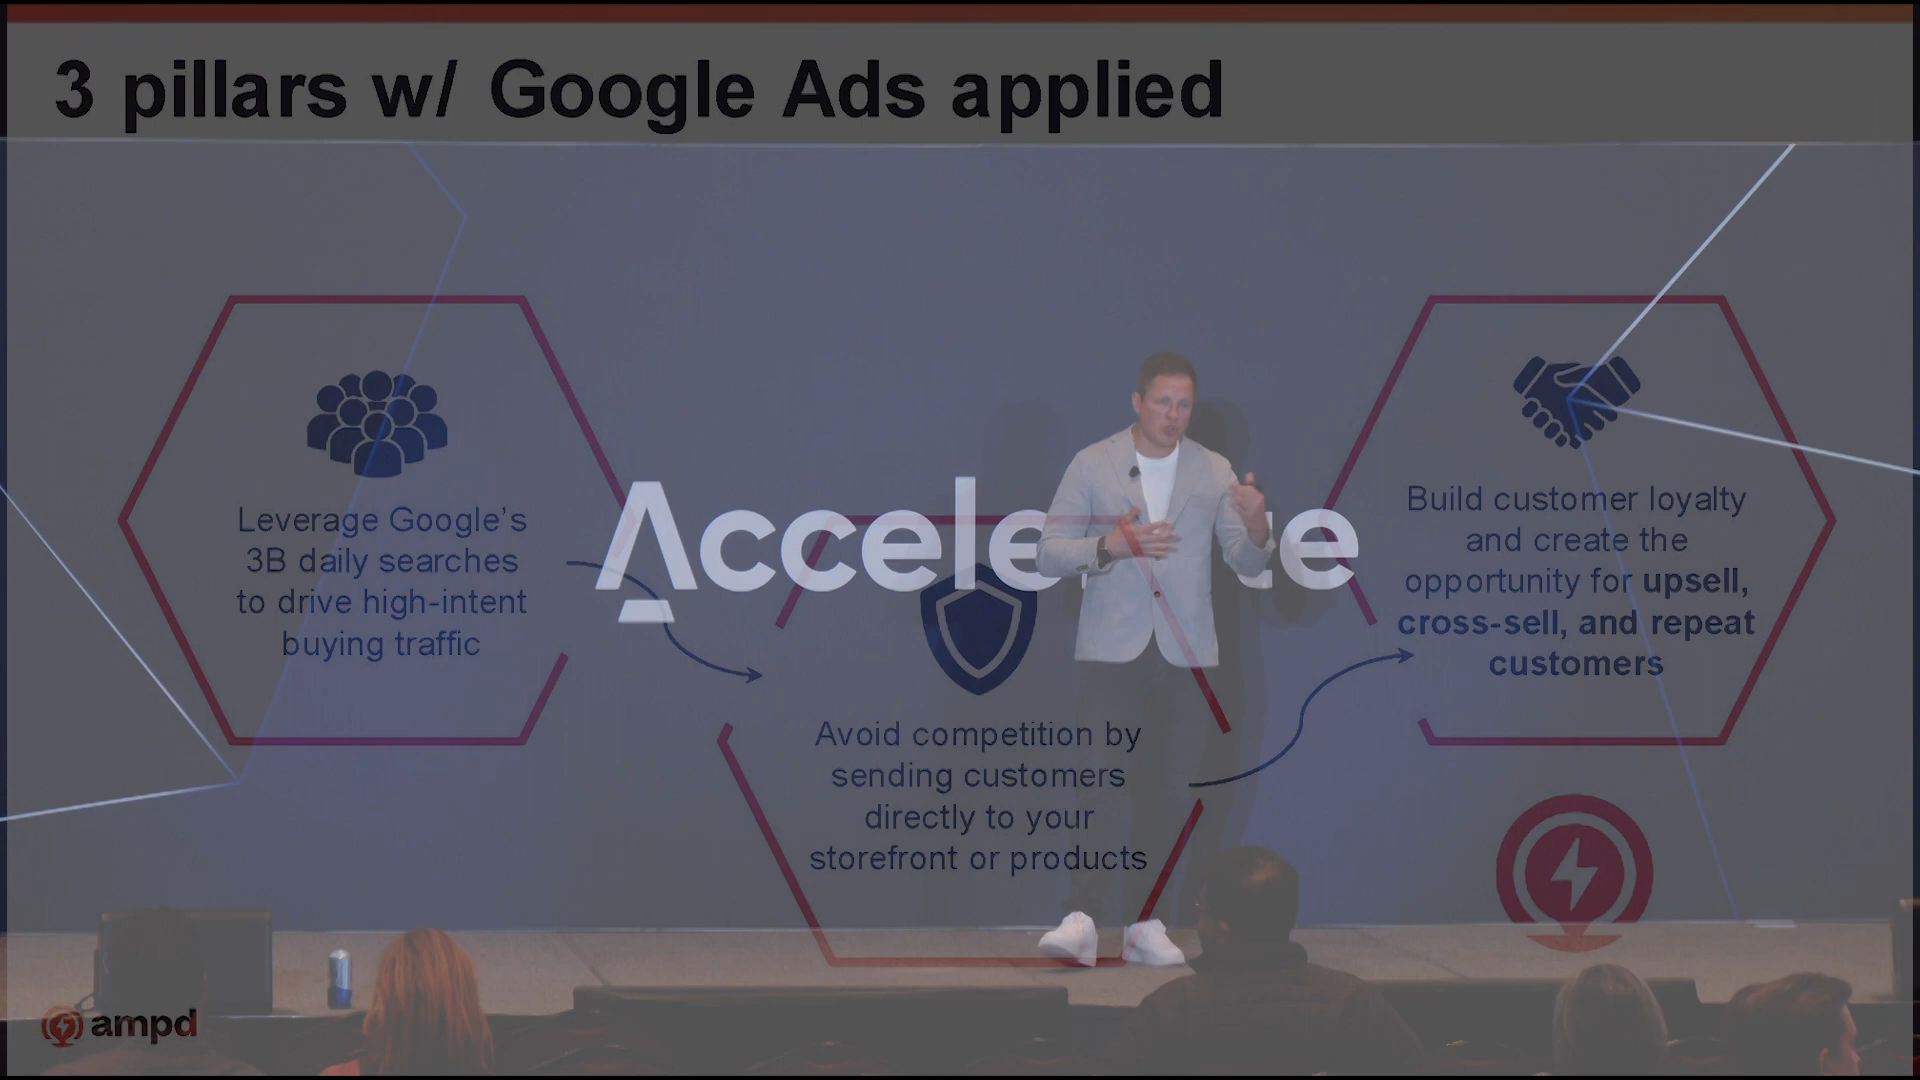 3 pillars w/ Google Ads applied
Leverage Google's
3B daily searches
to drive high-intent
buying traffic
Avoid competition by
sending customers
directly to your
storefront or products
Build customer loyalty
and create the
opportunity for upsell,
cross-sell, and repeat
customers
ampd